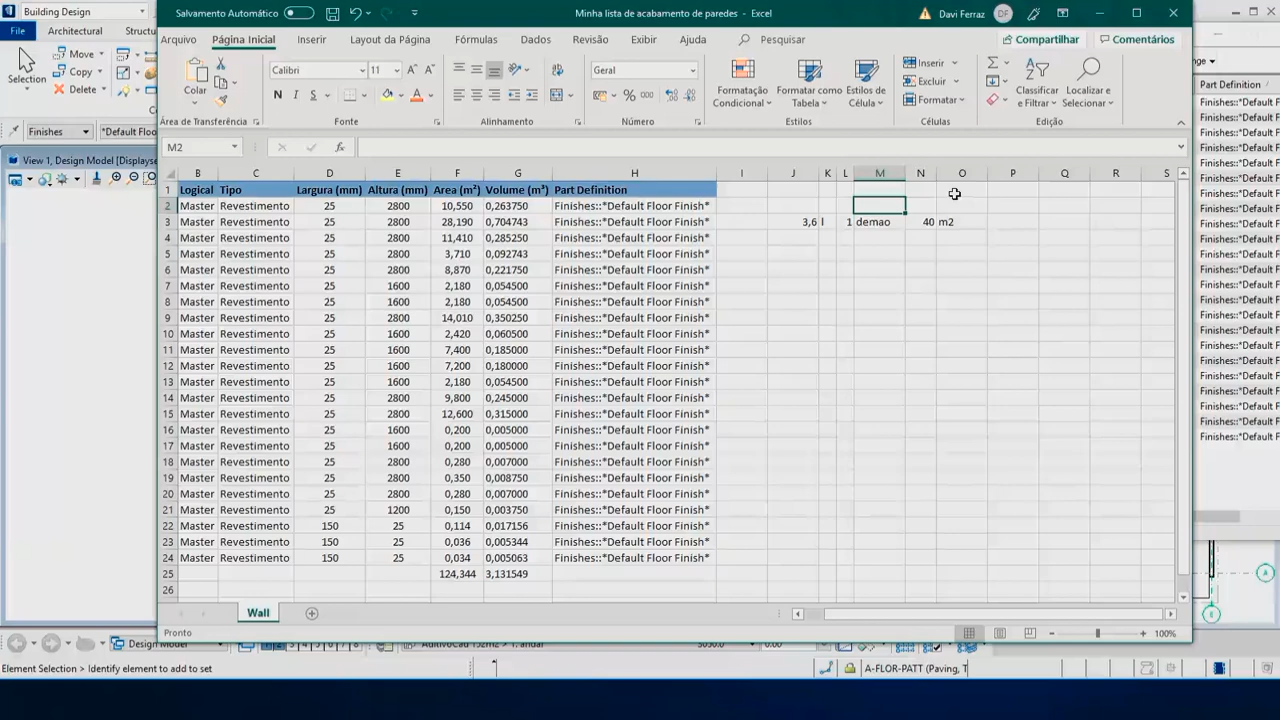 Building Design
Salvamento Automático
Minha lista de acabamento de paredes - Excel
Davi Ferraz
DF
File
Architectural
Arquivo
Página Inicial
Inserir
Layout da Página
Fórmulas
Dados
Revisão
Exibir
Ajuda
Pesquisar
Compartilhar
Comentários
Selection
Move
Copy
Delete
Colar
Calibri
11
Geral
N I S
Formatação Condicional
Formatar como Tabela
Estilos de Célula
Inserir
Excluir
Formatar
Classificar e Filtrar
Localizar e Selecionar
Área de Transferência
Fonte
Alinhamento
Número
Estilos
Células
Edição
Part Definition
Finishes
M2
fx
View 1, Design Model
B C D E F G H I J K L M N O P Q R S
1 Logical Tipo Largura (mm) Altura (mm) Area (m²) Volume (m³) Part Definition
2 Master Revestimento 25 2800 10,550 0,263750 Finishes::*Default Floor Finish*
3 Master Revestimento 25 2800 28,190 0,704743 Finishes::*Default Floor Finish* 3,6 l 1 demao 40 m2
4 Master Revestimento 25 2800 11,410 0,285250 Finishes::*Default Floor Finish*
5 Master Revestimento 25 2800 3,710 0,092743 Finishes::*Default Floor Finish*
6 Master Revestimento 25 2800 8,870 0,221750 Finishes::*Default Floor Finish*
7 Master Revestimento 25 1600 2,180 0,054500 Finishes::*Default Floor Finish*
8 Master Revestimento 25 1600 2,180 0,054500 Finishes::*Default Floor Finish*
9 Master Revestimento 25 2800 14,010 0,350250 Finishes::*Default Floor Finish*
10 Master Revestimento 25 1600 2,420 0,060500 Finishes::*Default Floor Finish*
11 Master Revestimento 25 1600 7,400 0,185000 Finishes::*Default Floor Finish*
12 Master Revestimento 25 1600 7,200 0,180000 Finishes::*Default Floor Finish*
13 Master Revestimento 25 1600 2,180 0,054500 Finishes::*Default Floor Finish*
14 Master Revestimento 25 2800 9,800 0,245000 Finishes::*Default Floor Finish*
15 Master Revestimento 25 2800 12,600 0,315000 Finishes::*Default Floor Finish*
16 Master Revestimento 25 1600 0,200 0,005000 Finishes::*Default Floor Finish*
17 Master Revestimento 25 1600 0,200 0,005000 Finishes::*Default Floor Finish*
18 Master Revestimento 25 2800 0,280 0,007000 Finishes::*Default Floor Finish*
19 Master Revestimento 25 2800 0,350 0,008750 Finishes::*Default Floor Finish*
20 Master Revestimento 25 2800 0,280 0,007000 Finishes::*Default Floor Finish*
21 Master Revestimento 25 1200 0,150 0,003750 Finishes::*Default Floor Finish*
22 Master Revestimento 150 25 0,114 0,017156 Finishes::*Default Floor Finish*
23 Master Revestimento 150 25 0,036 0,005344 Finishes::*Default Floor Finish*
24 Master Revestimento 150 25 0,034 0,005063 Finishes::*Default Floor Finish*
25 124,344 3,131549
26
Wall
Pronto
100%
Element Selection > Identify element to add to set
A-FLOR-PATT (Paving, T